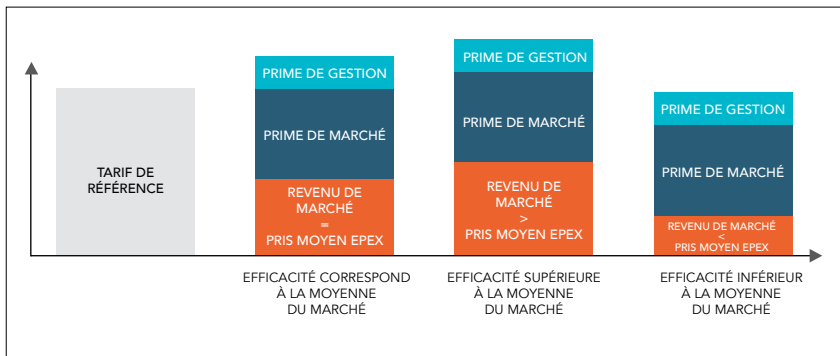 TARIF DE
RÉFÉRENCE
PRIME DE GESTION
PRIME DE MARCHÉ
REVENU DE
MARCHÉ
=
PRIS MOYEN EPEX
EFFICACITÉ CORRESPOND
À LA MOYENNE
DU MARCHÉ
PRIME DE GESTION
PRIME DE MARCHÉ
REVENU DE
MARCHÉ
>
PRIS MOYEN EPEX
EFFICACITÉ SUPÉRIEURE
À LA MOYENNE
DU MARCHÉ
PRIME DE GESTION
PRIME DE MARCHÉ
REVENU DE MARCHÉ
<
PRIS MOYEN EPEX
EFFICACITÉ INFÉRIEUR
À LA MOYENNE
DU MARCHÉ